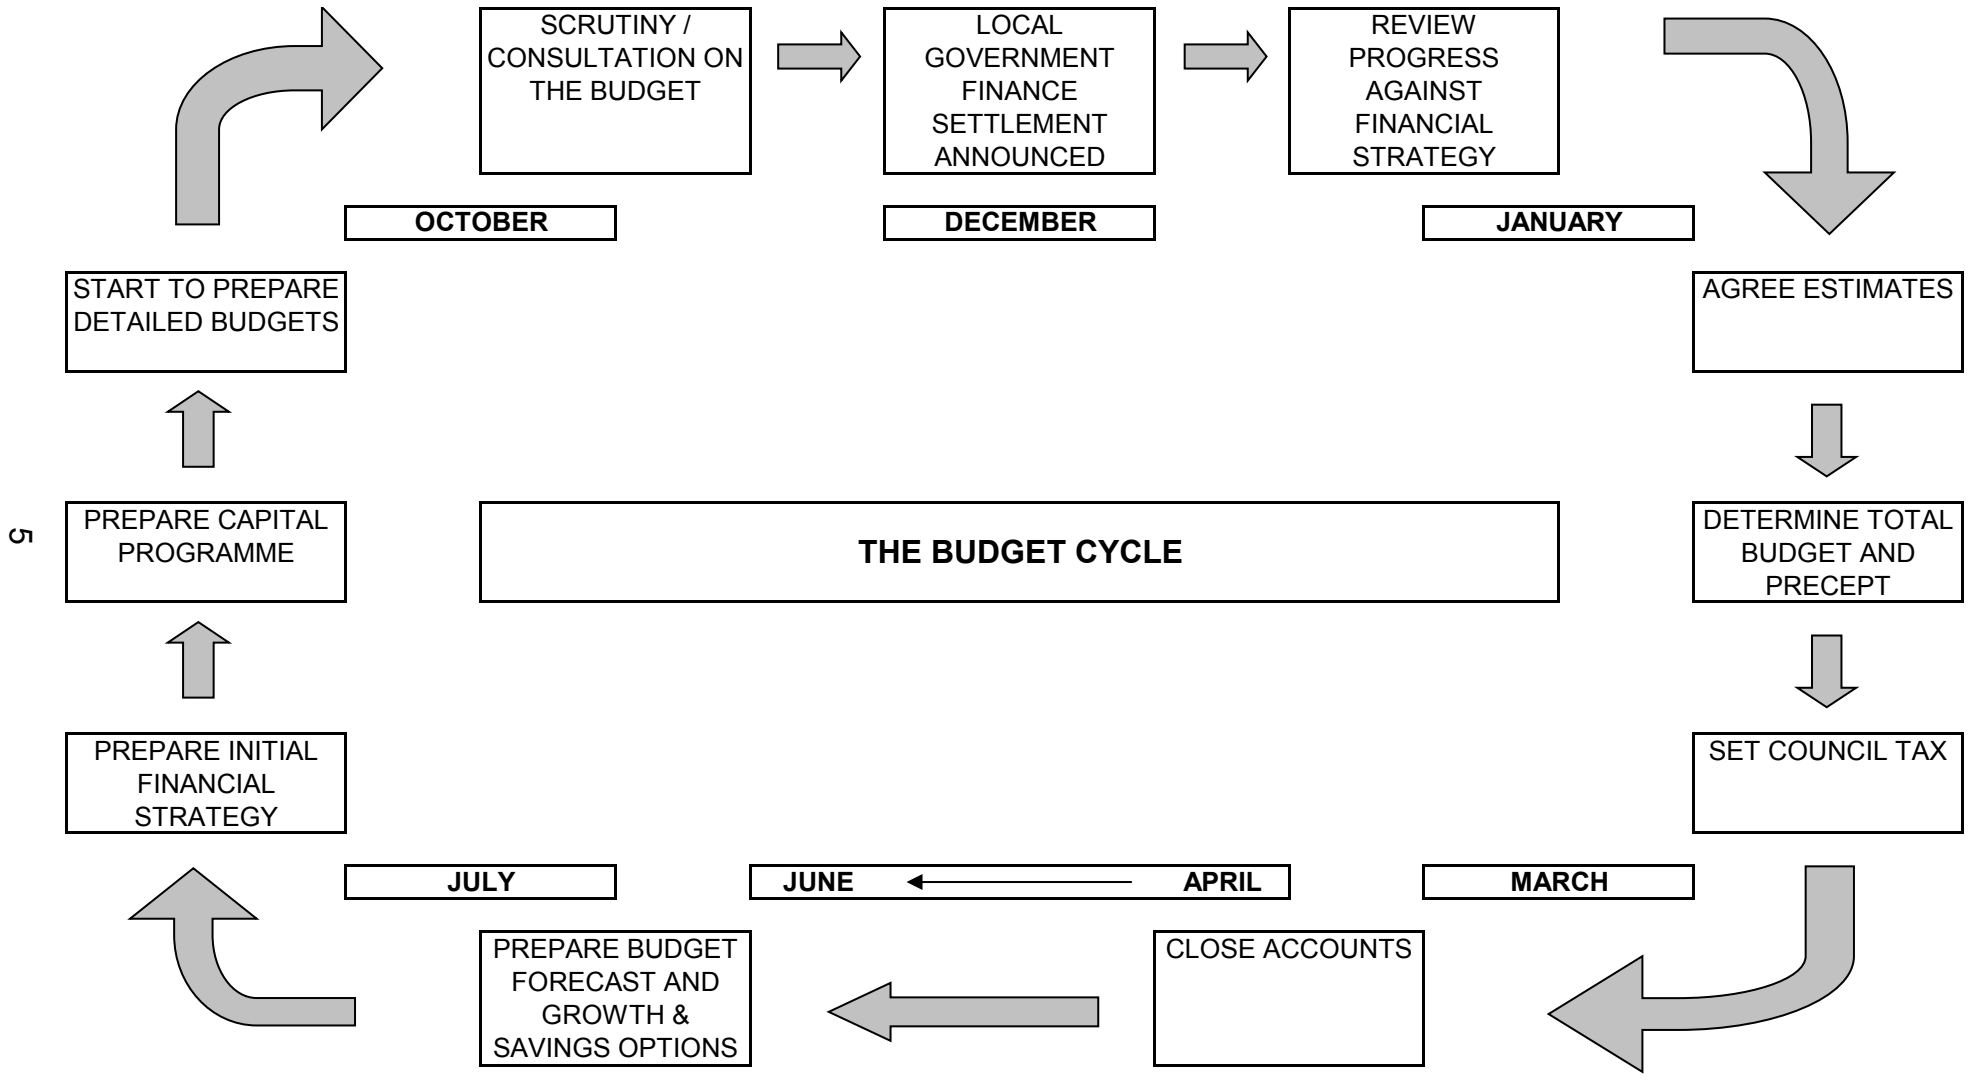 SCRUTINY /
CONSULTATION ON
THE BUDGET
LOCAL
GOVERNMENT
FINANCE
SETTLEMENT
ANNOUNCED
REVIEW
PROGRESS
AGAINST
FINANCIAL
STRATEGY
OCTOBER
DECEMBER
JANUARY
START TO PREPARE
DETAILED BUDGETS
AGREE ESTIMATES
5
PREPARE CAPITAL
PROGRAMME
THE BUDGET CYCLE
DETERMINE TOTAL
BUDGET AND
PRECEPT
PREPARE INITIAL
FINANCIAL
STRATEGY
SET COUNCIL TAX
JULY
JUNE
APRIL
MARCH
PREPARE BUDGET
FORECAST AND
GROWTH &
SAVINGS OPTIONS
CLOSE ACCOUNTS